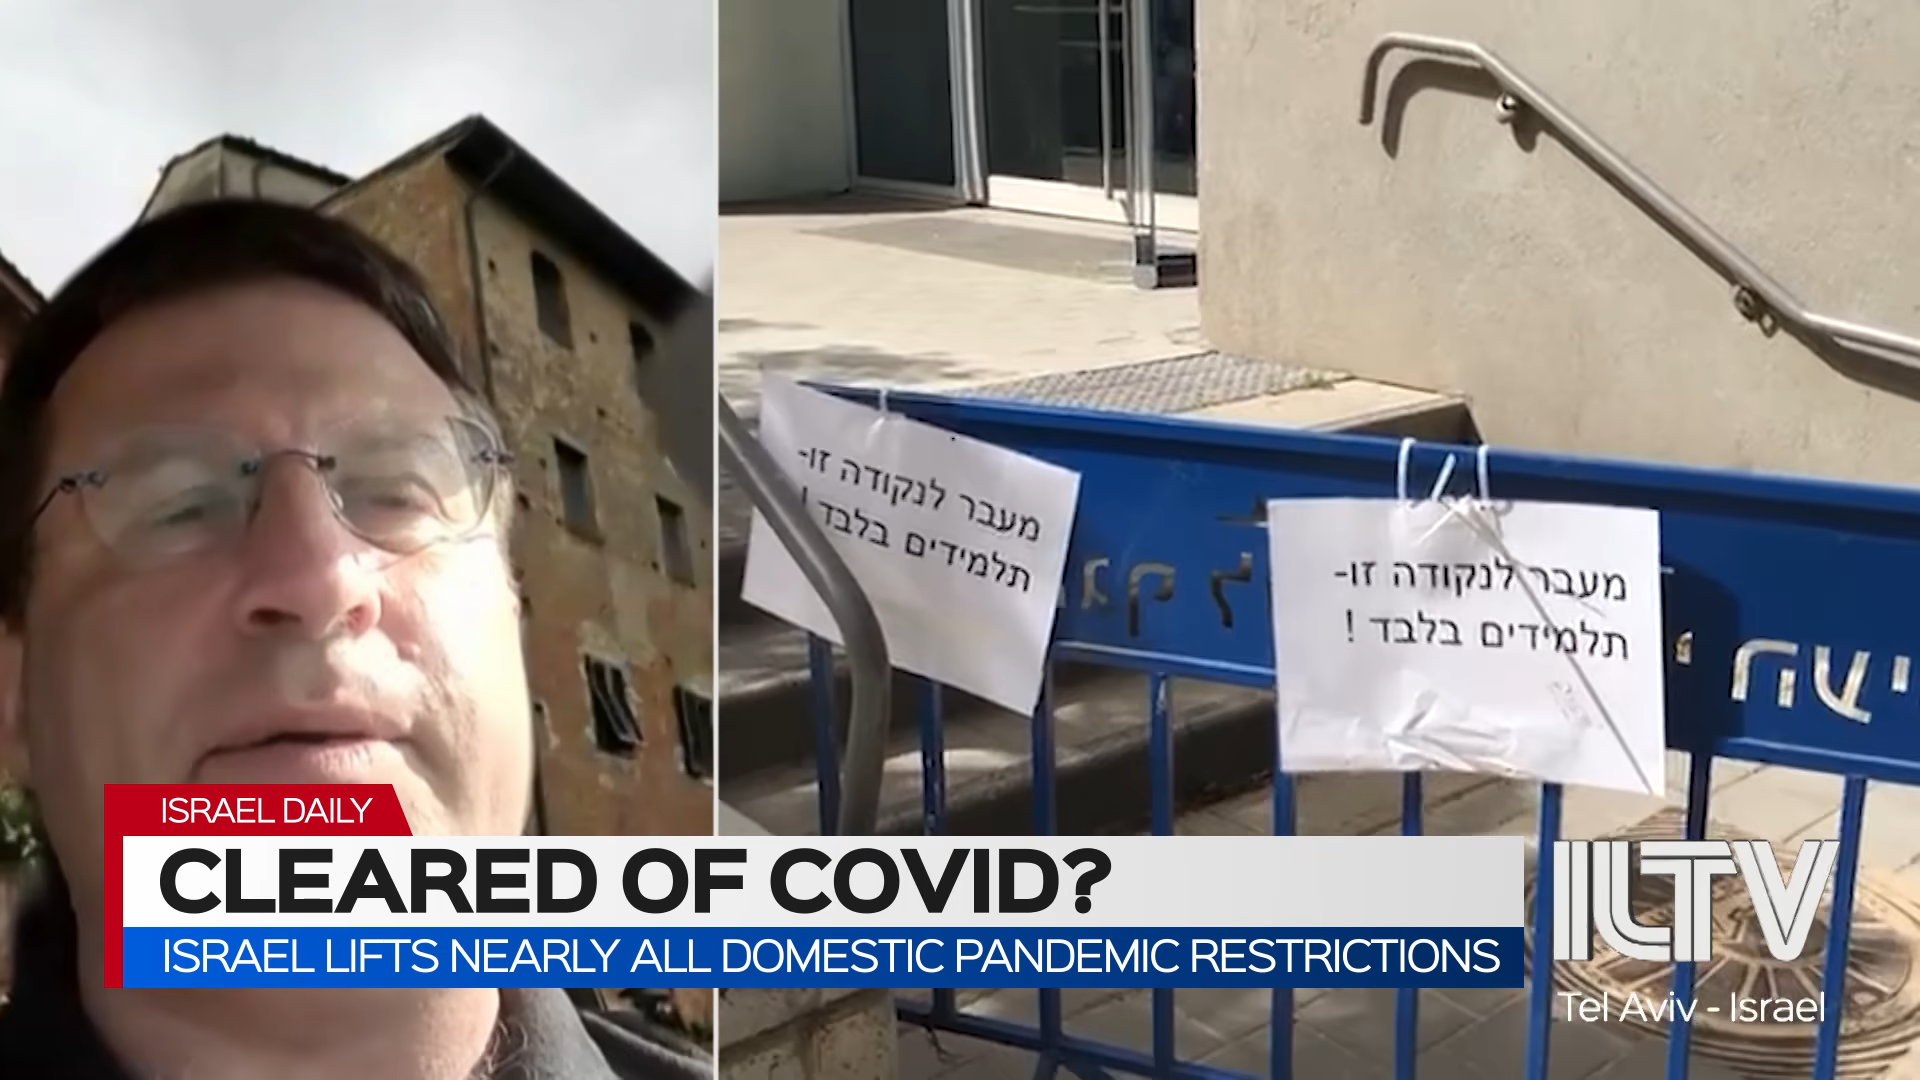 מעבר לנקודה זו-
תלמידים בלבד !
מעבר לנקודה זו-
תלמידים בלבד !
ISRAEL DAILY
CLEARED OF COVID?
ISRAEL LIFTS NEARLY ALL DOMESTIC PANDEMIC RESTRICTIONS
ILTV
Tel Aviv - Israel